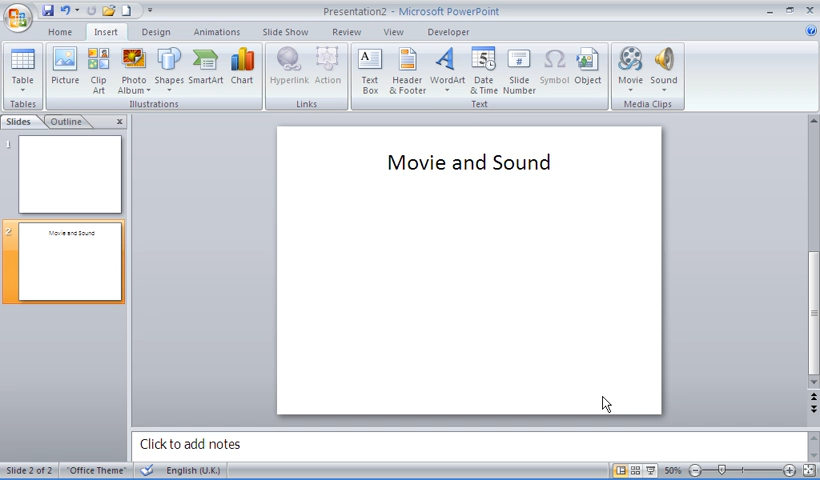 Presentation2 - Microsoft PowerPoint
Home Insert Design Animations Slide Show Review View Developer
Table Picture Clip Art Photo Album Shapes SmartArt Chart Hyperlink Action Text Box Header & Footer WordArt Date & Time Slide Number Symbol Object Movie Sound
Tables Illustrations Links Text Media Clips
Slides Outline
1
2
Movie and Sound
Movie and Sound
Click to add notes
Slide 2 of 2 "Office Theme" English (U.K.) 50%